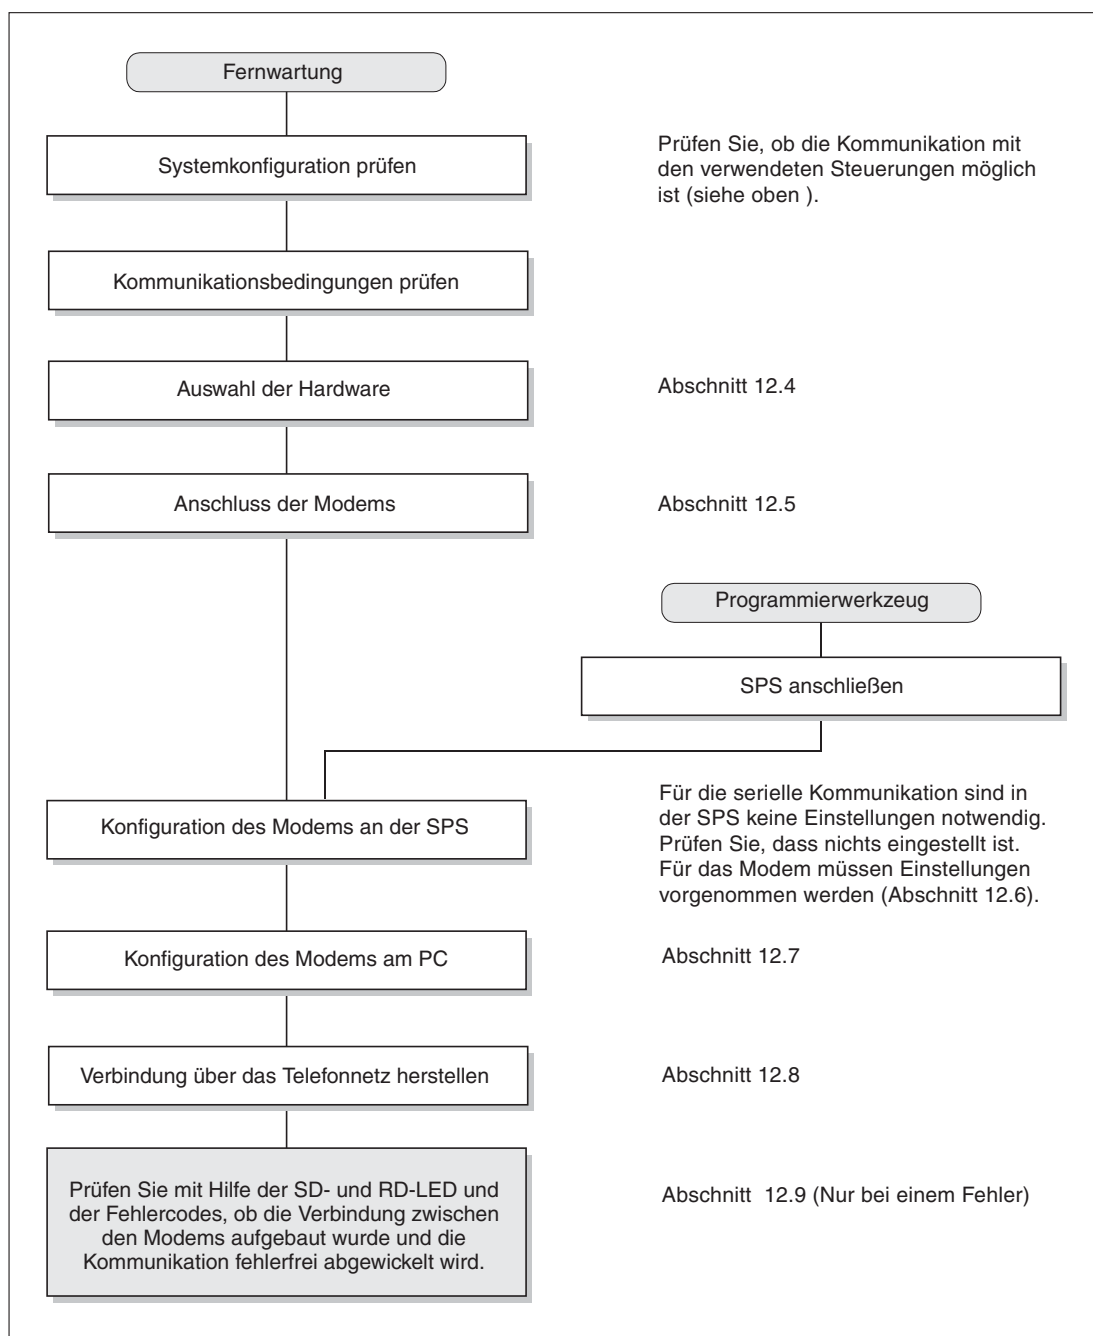 Fernwartung
Systemkonfiguration prüfen
Prüfen Sie, ob die Kommunikation mit
den verwendeten Steuerungen möglich
ist (siehe oben ).
Kommunikationsbedingungen prüfen
Auswahl der Hardware
Abschnitt 12.4
Anschluss der Modems
Abschnitt 12.5
Programmierwerkzeug
SPS anschließen
Konfiguration des Modems an der SPS
Für die serielle Kommunikation sind in
der SPS keine Einstellungen notwendig.
Prüfen Sie, dass nichts eingestellt ist.
Für das Modem müssen Einstellungen
vorgenommen werden (Abschnitt 12.6).
Konfiguration des Modems am PC
Abschnitt 12.7
Verbindung über das Telefonnetz herstellen
Abschnitt 12.8
Prüfen Sie mit Hilfe der SD- und RD-LED und
der Fehlercodes, ob die Verbindung zwischen
den Modems aufgebaut wurde und die
Kommunikation fehlerfrei abgewickelt wird.
Abschnitt 12.9 (Nur bei einem Fehler)